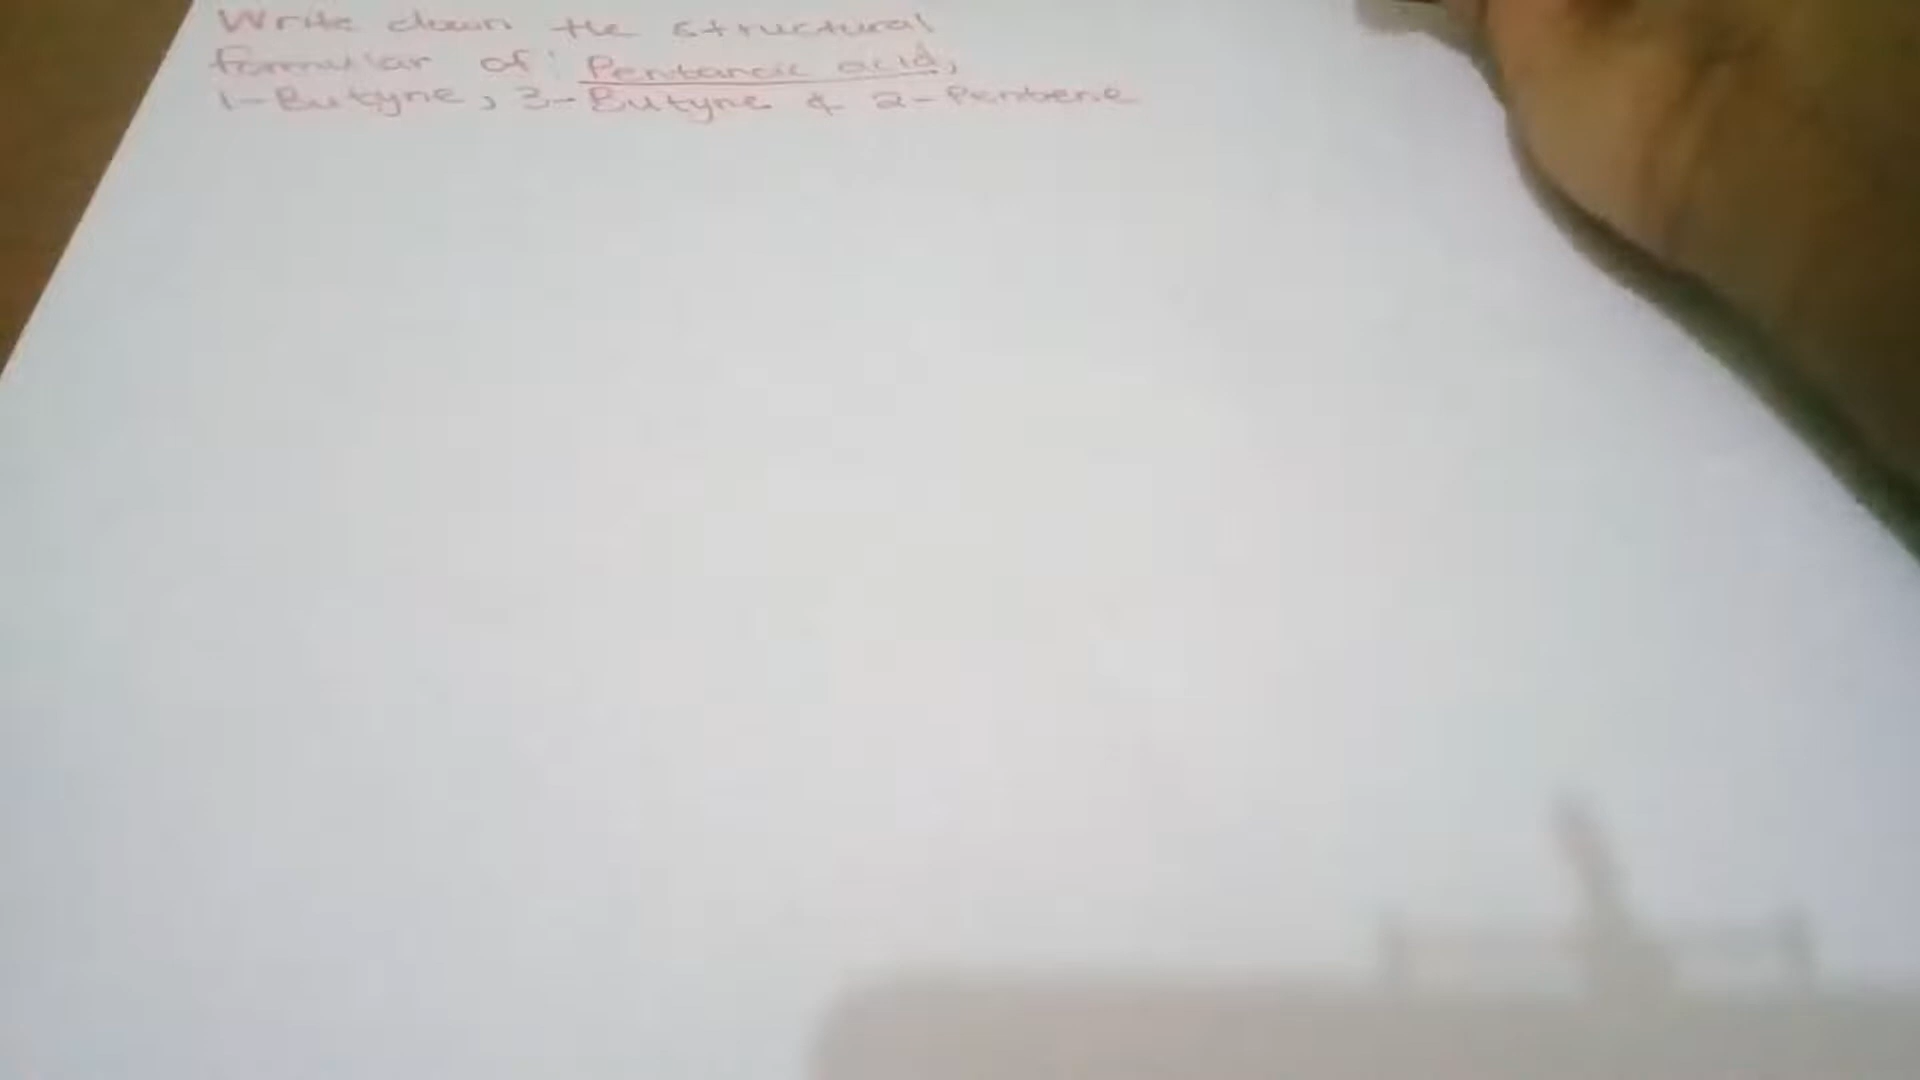 Write down the structural
formular of: Pentanoic acid,
1-Butyne, 3-Butyne & 2-Pentene